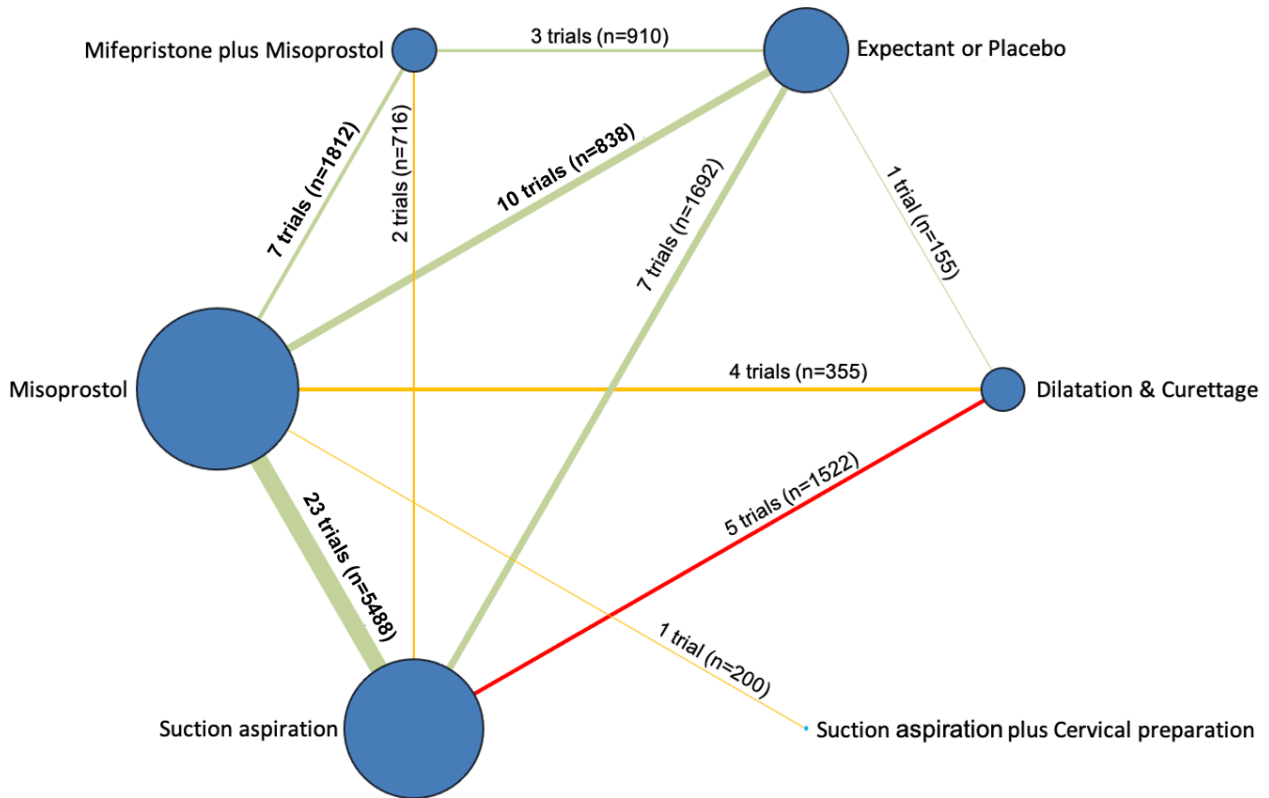 Mifepristone plus Misoprostol
3 trials (n=910)
Expectant or Placebo
7 trials (n=1812)
2 trials (n=716)
10 trials (n=838)
7 trials (n=1692)
1 trial (n=155)
Misoprostol
4 trials (n=355)
Dilatation & Curettage
23 trials (n=5488)
5 trials (n=1522)
1 trial (n=200)
Suction aspiration
Suction aspiration plus Cervical preparation